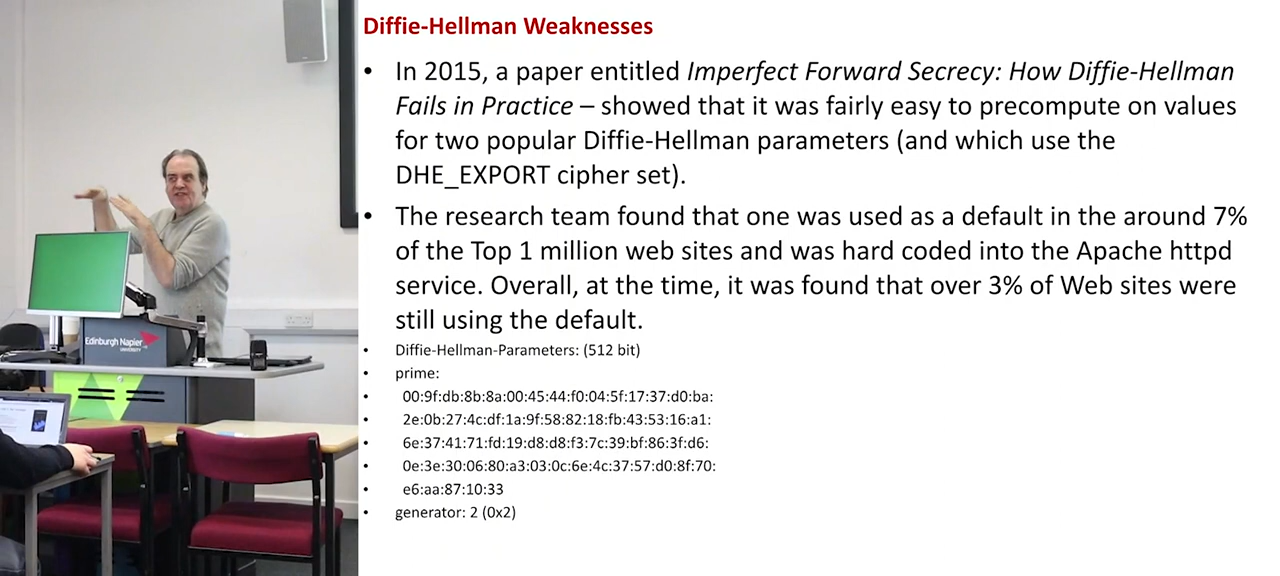 Diffie-Hellman Weaknesses
• In 2015, a paper entitled Imperfect Forward Secrecy: How Diffie-Hellman
Fails in Practice – showed that it was fairly easy to precompute on values
for two popular Diffie-Hellman parameters (and which use the
DHE_EXPORT cipher set).
• The research team found that one was used as a default in the around 7%
of the Top 1 million web sites and was hard coded into the Apache httpd
service. Overall, at the time, it was found that over 3% of Web sites were
still using the default.
• Diffie-Hellman-Parameters: (512 bit)
• prime:
• 00:9f:db:8b:8a:00:45:44:f0:04:5f:17:37:d0:ba:
• 2e:0b:27:4c:df:1a:9f:58:82:18:fb:43:53:16:a1:
• 6e:37:41:71:fd:19:d8:d8:f3:7c:39:bf:86:3f:d6:
• 0e:3e:30:06:80:a3:03:0c:6e:4c:37:57:d0:8f:70:
• e6:aa:87:10:33
• generator: 2 (0x2)
Edinburgh Napier
UNIVERSITY